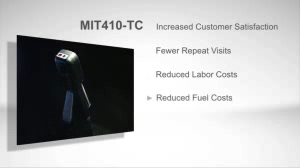 MIT410-TC
Increased Customer Satisfaction
Fewer Repeat Visits
Reduced Labor Costs
Reduced Fuel Costs